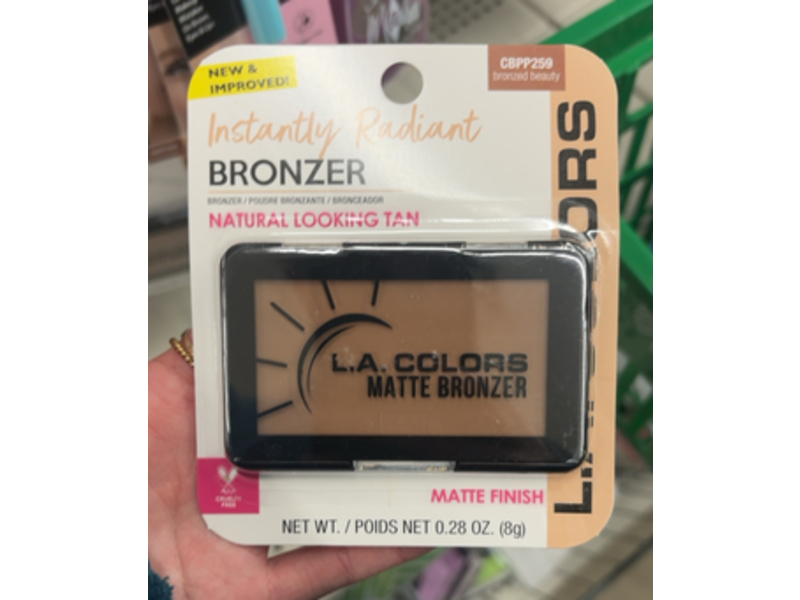 NEW &
IMPROVED!
CBPP259
bronzed beauty
Instantly Radiant
BRONZER
BRONZER / POUDRE BRONZANTE / BRONCEADOR
NATURAL LOOKING TAN
L.A. COLORS
MATTE BRONZER
L.A. COLORS
CRUELTY
FREE
MATTE FINISH
NET WT. / POIDS NET 0.28 OZ. (8g)